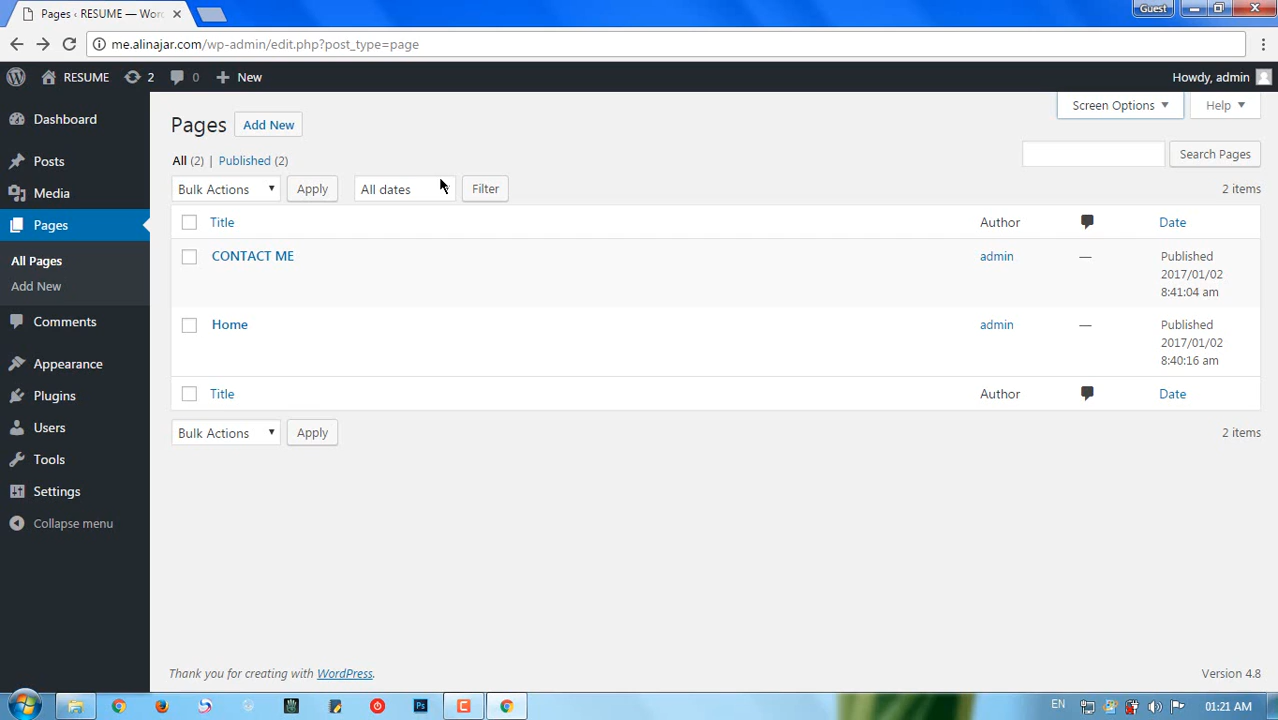 Pages ‹ RESUME — Wor
Guest
me.alinajar.com/wp-admin/edit.php?post_type=page
RESUME 2 0 New
Howdy, admin
Screen Options Help
Dashboard
Posts
Media
Pages
All Pages
Add New
Comments
Appearance
Plugins
Users
Tools
Settings
Collapse menu
Pages Add New
All (2) | Published (2)
Search Pages
Bulk Actions Apply All dates Filter
2 items
Title Author Date
CONTACT ME admin — Published
2017/01/02
8:41:04 am
Home admin — Published
2017/01/02
8:40:16 am
Title Author Date
Bulk Actions Apply
2 items
Thank you for creating with WordPress.
Version 4.8
Ps
EN
01:21 AM